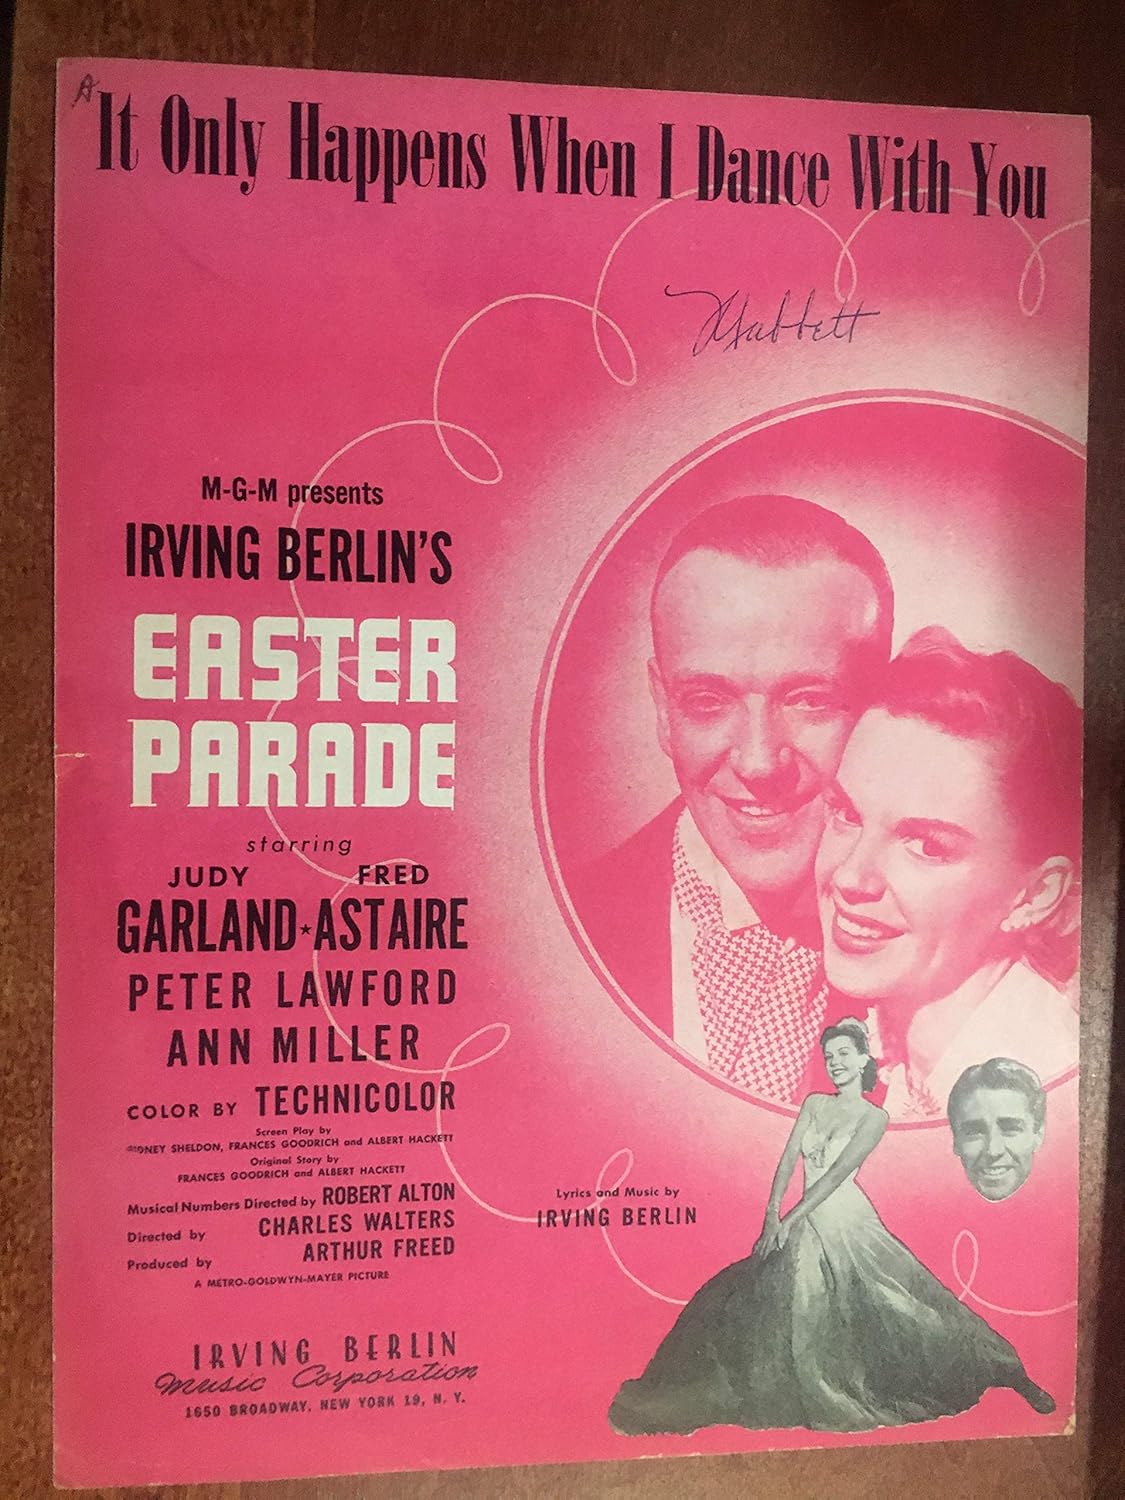 A
It Only Happens When I Dance With You
M-G-M presents
IRVING BERLIN'S
EASTER
PARADE
starring
JUDY FRED
GARLAND★ASTAIRE
PETER LAWFORD
ANN MILLER
COLOR BY TECHNICOLOR
Screen Play by
SIDNEY SHELDON, FRANCES GOODRICH and ALBERT HACKETT
Original Story by
FRANCES GOODRICH and ALBERT HACKETT
Musical Numbers Directed by ROBERT ALTON
Directed by CHARLES WALTERS
Produced by ARTHUR FREED
A METRO-GOLDWYN-MAYER PICTURE
Lyrics and Music by
IRVING BERLIN
IRVING BERLIN
Music Corporation
1650 BROADWAY, NEW YORK 19, N. Y.